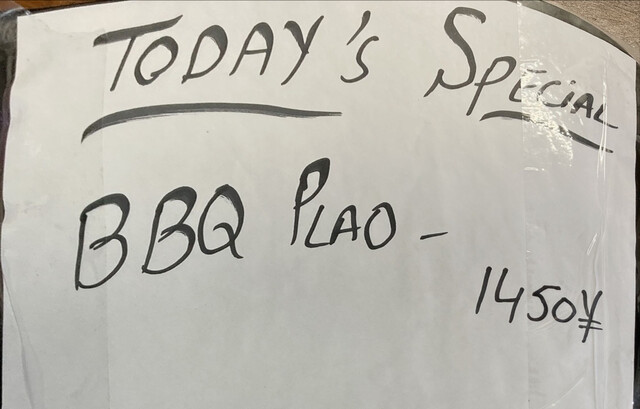 TODAY's SPECIAL
BBQ PLAO -
1450¥